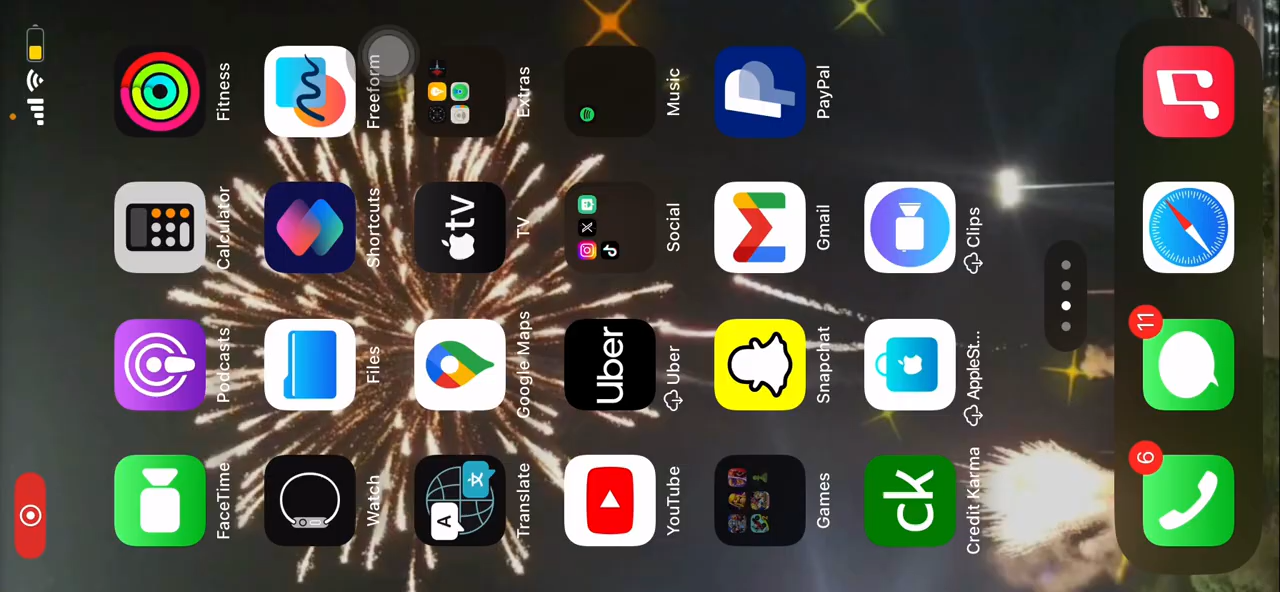 FaceTime Podcasts Calculator Fitness
Watch Files Shortcuts Freeform
A 文 tv
Translate Google Maps TV Extras
Uber
YouTube Uber Social Music
Games Snapchat Gmail PayPal
ck
Credit Karma AppleSt... Clips
6 11